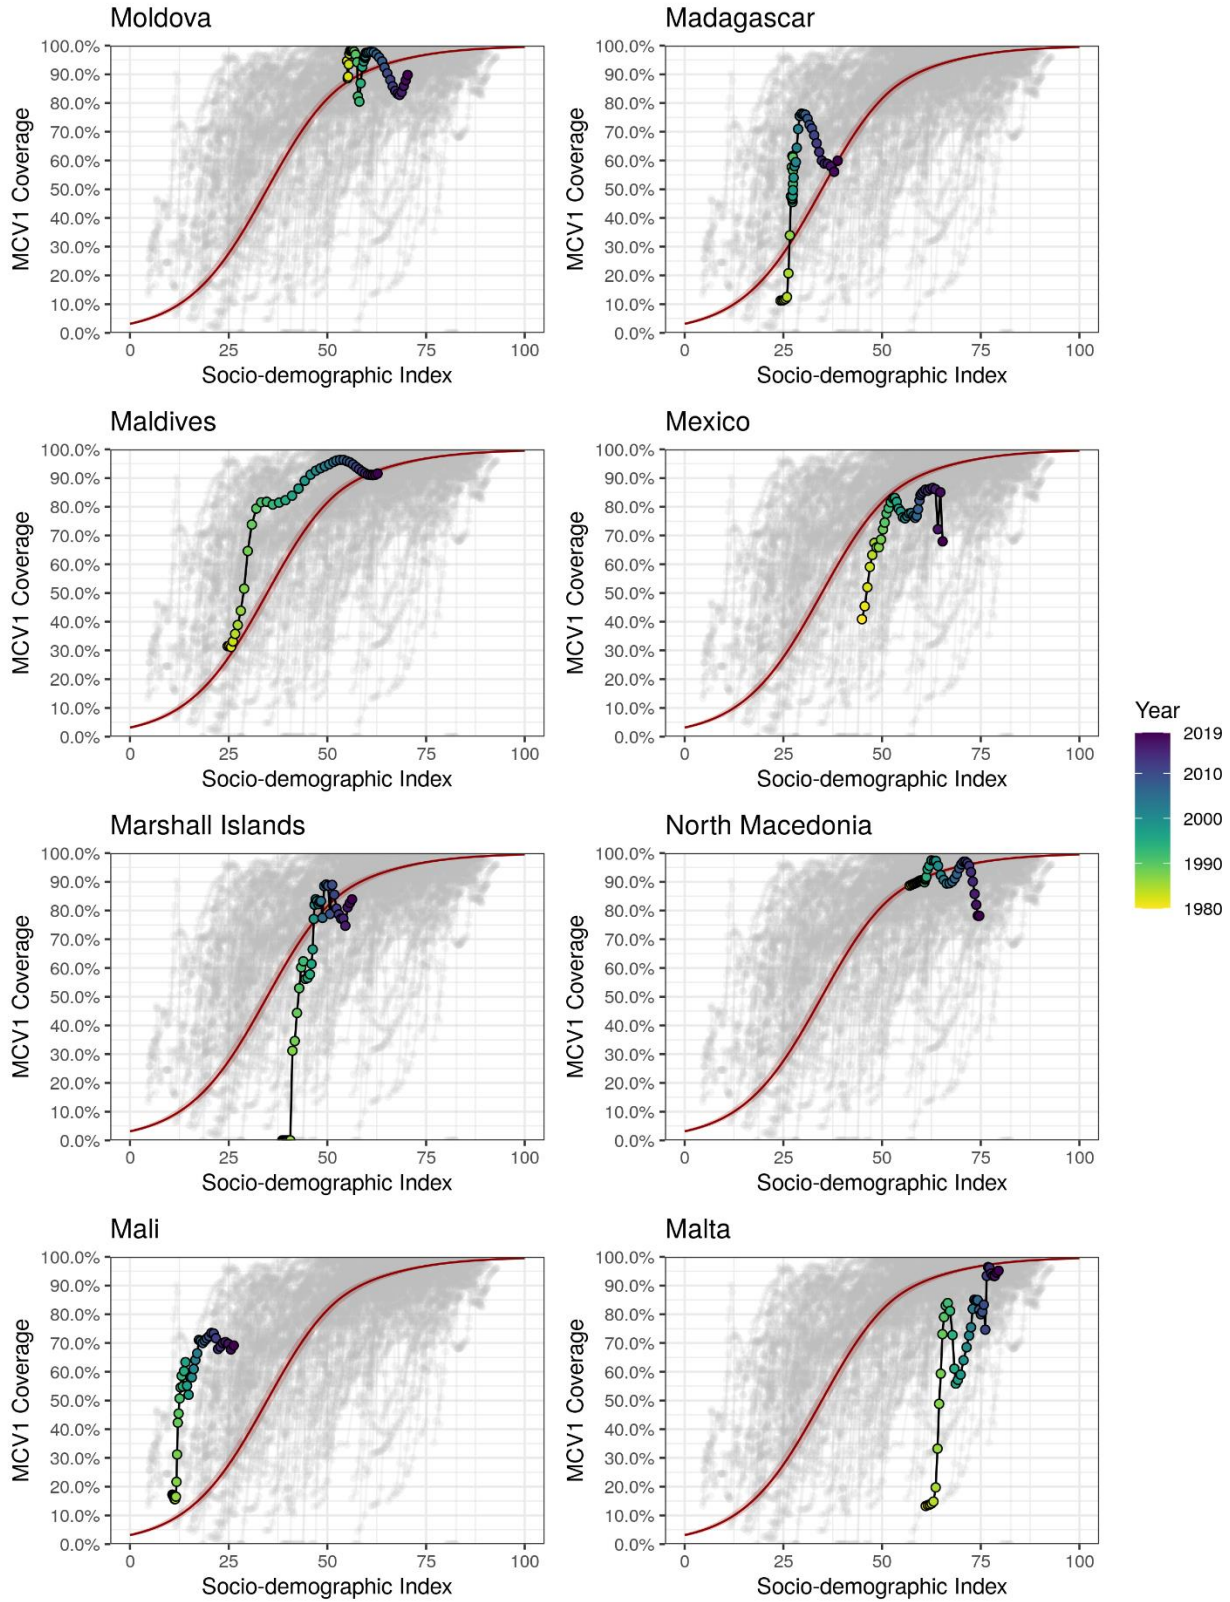 Moldova
100.0%
90.0%
80.0%
70.0%
60.0%
50.0%
40.0%
30.0%
20.0%
10.0%
0.0%
MCV1 Coverage
0 25 50 75 100
Socio-demographic Index
Madagascar
100.0%
90.0%
80.0%
70.0%
60.0%
50.0%
40.0%
30.0%
20.0%
10.0%
0.0%
MCV1 Coverage
0 25 50 75 100
Socio-demographic Index
Maldives
100.0%
90.0%
80.0%
70.0%
60.0%
50.0%
40.0%
30.0%
20.0%
10.0%
0.0%
MCV1 Coverage
0 25 50 75 100
Socio-demographic Index
Mexico
100.0%
90.0%
80.0%
70.0%
60.0%
50.0%
40.0%
30.0%
20.0%
10.0%
0.0%
MCV1 Coverage
0 25 50 75 100
Socio-demographic Index
Marshall Islands
100.0%
90.0%
80.0%
70.0%
60.0%
50.0%
40.0%
30.0%
20.0%
10.0%
0.0%
MCV1 Coverage
0 25 50 75 100
Socio-demographic Index
North Macedonia
100.0%
90.0%
80.0%
70.0%
60.0%
50.0%
40.0%
30.0%
20.0%
10.0%
0.0%
MCV1 Coverage
0 25 50 75 100
Socio-demographic Index
Mali
100.0%
90.0%
80.0%
70.0%
60.0%
50.0%
40.0%
30.0%
20.0%
10.0%
0.0%
MCV1 Coverage
0 25 50 75 100
Socio-demographic Index
Malta
100.0%
90.0%
80.0%
70.0%
60.0%
50.0%
40.0%
30.0%
20.0%
10.0%
0.0%
MCV1 Coverage
0 25 50 75 100
Socio-demographic Index
Year
2019
2010
2000
1990
1980